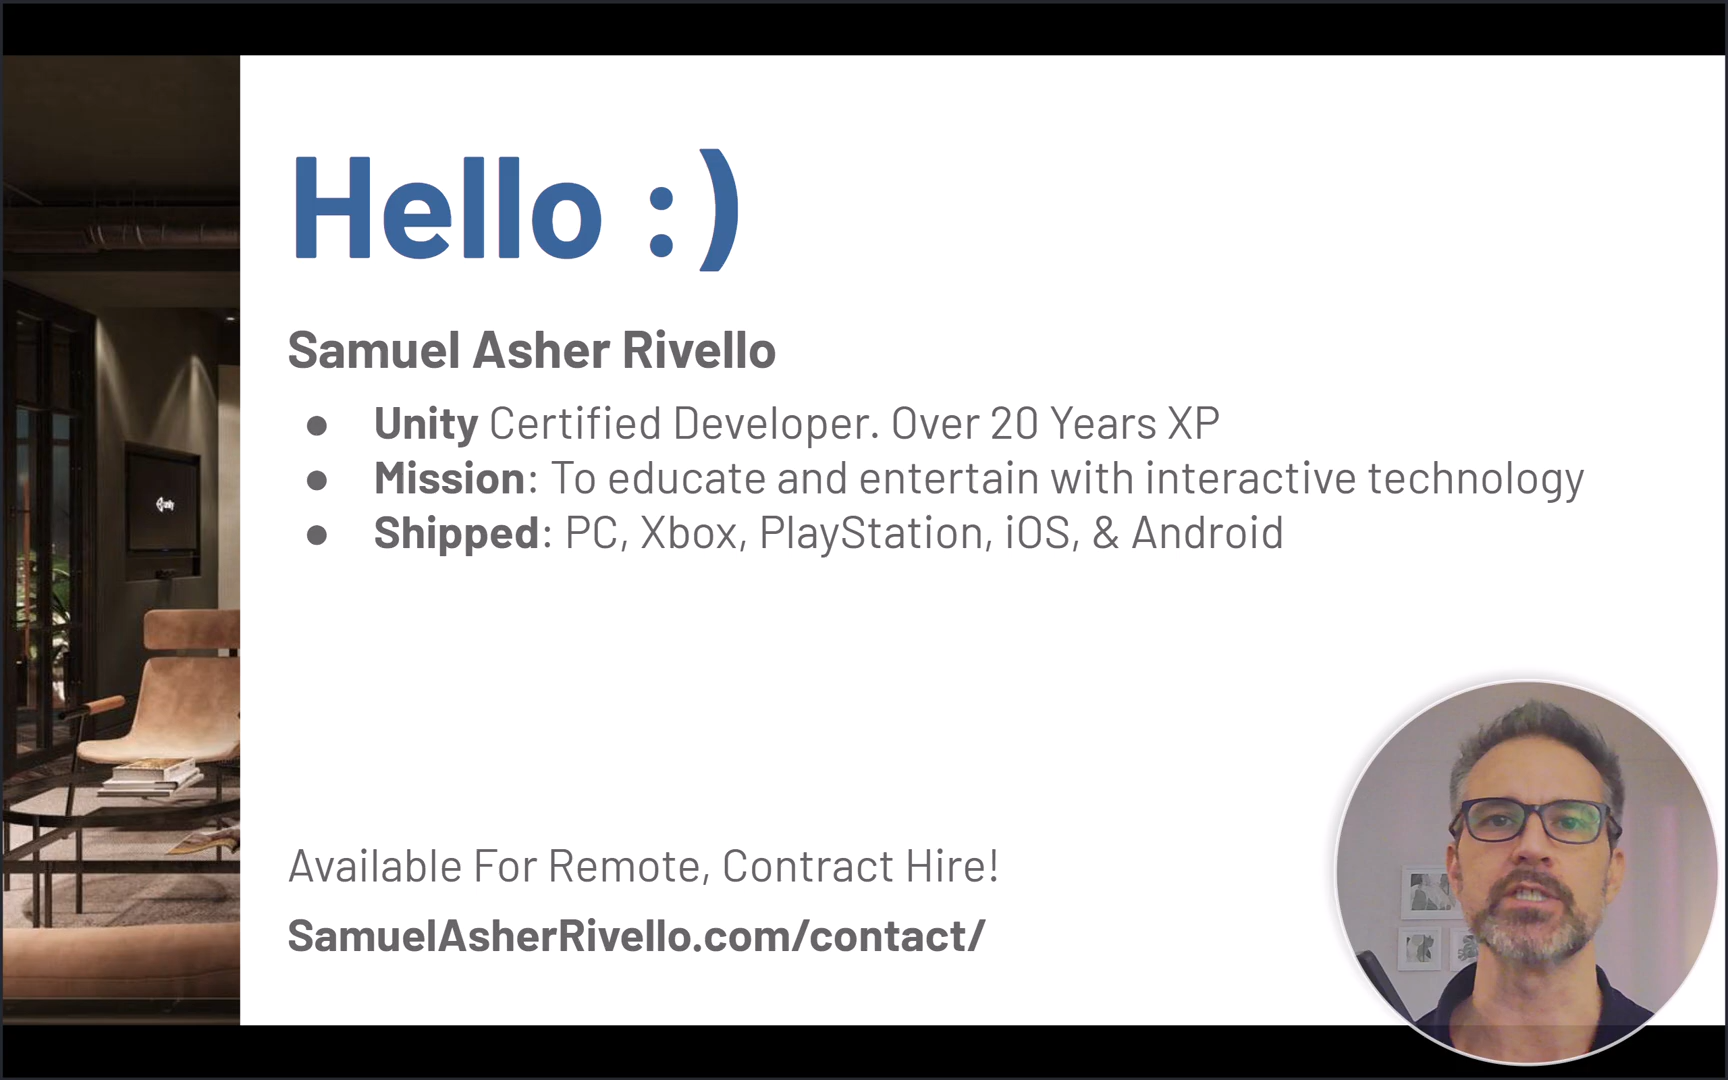 Hello :)
Samuel Asher Rivello
● Unity Certified Developer. Over 20 Years XP
● Mission: To educate and entertain with interactive technology
● Shipped: PC, Xbox, PlayStation, iOS, & Android
unity
Available For Remote, Contract Hire!
SamuelAsherRivello.com/contact/